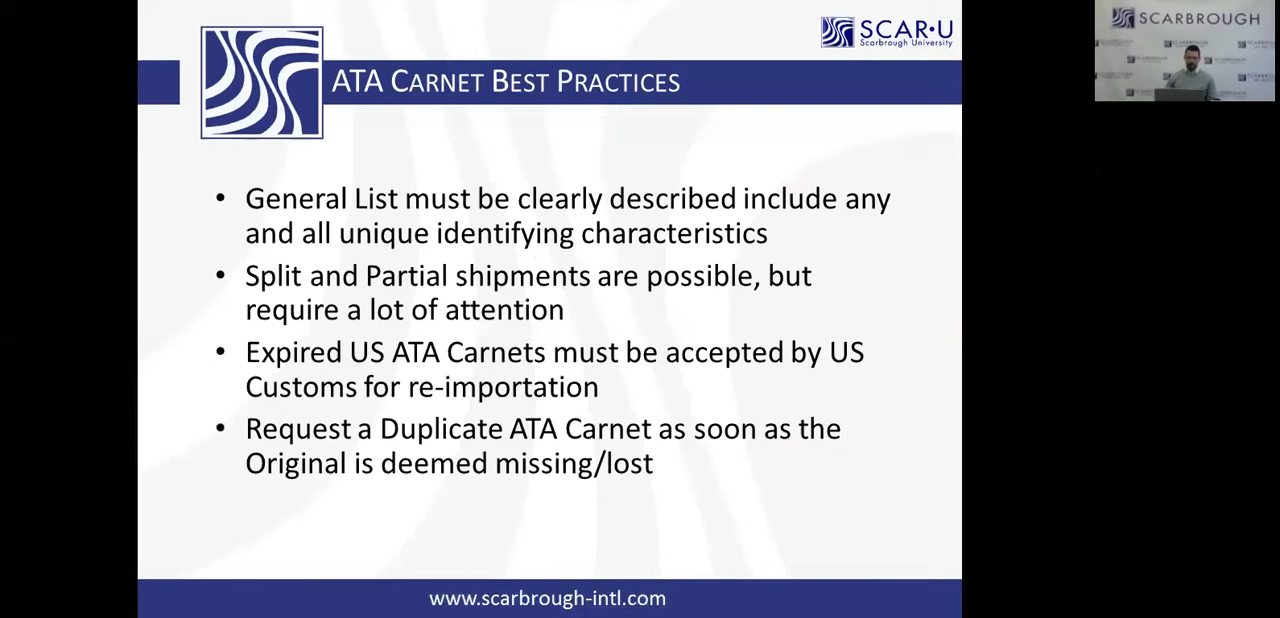 SCAR•U
Scarbrough University
SCARBROUGH
ATA CARNET BEST PRACTICES
• General List must be clearly described include any
and all unique identifying characteristics
• Split and Partial shipments are possible, but
require a lot of attention
• Expired US ATA Carnets must be accepted by US
Customs for re-importation
• Request a Duplicate ATA Carnet as soon as the
Original is deemed missing/lost
www.scarbrough-intl.com